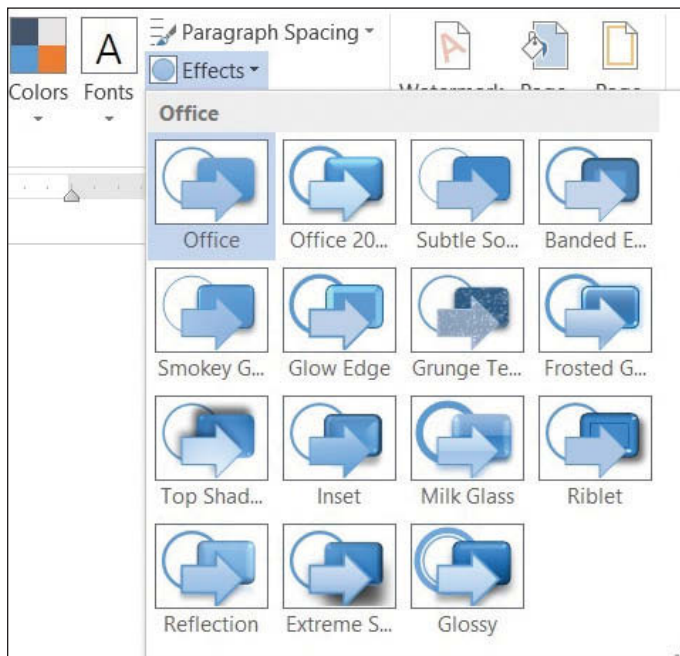 A
Paragraph Spacing
Effects
Colors Fonts
Office
Office Office 20... Subtle So... Banded E...
Smokey G... Glow Edge Grunge Te... Frosted G...
Top Shad... Inset Milk Glass Riblet
Reflection Extreme S... Glossy